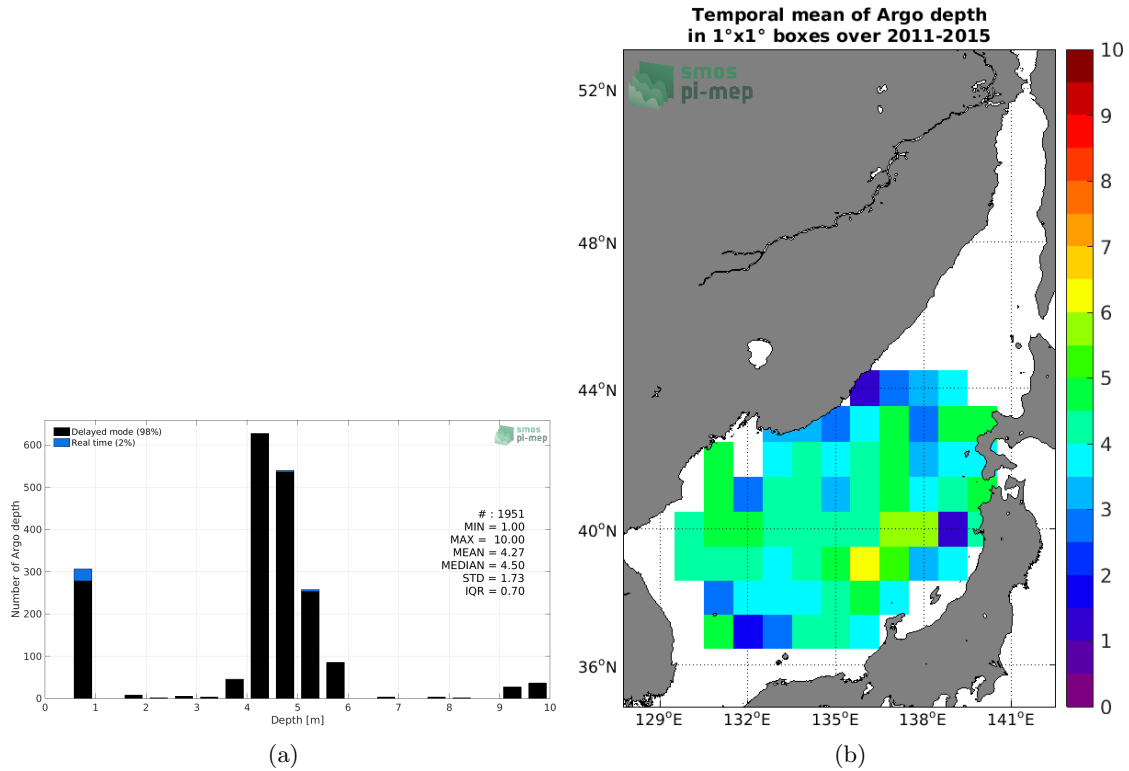 Temporal mean of Argo depth
in 1°x1° boxes over 2011-2015
smos
pi-mep
52°N
48°N
44°N
40°N
36°N
129°E
132°E
135°E
138°E
141°E
10
9
8
7
6
5
4
3
2
1
0
Delayed mode (98%)
Real time (2%)
smos
pi-mep
Number of Argo depth
600
500
400
300
200
100
0
# : 1951
MIN = 1.00
MAX = 10.00
MEAN = 4.27
MEDIAN = 4.50
STD = 1.73
IQR = 0.70
0 1 2 3 4 5 6 7 8 9 10
Depth [m]
(a)
(b)